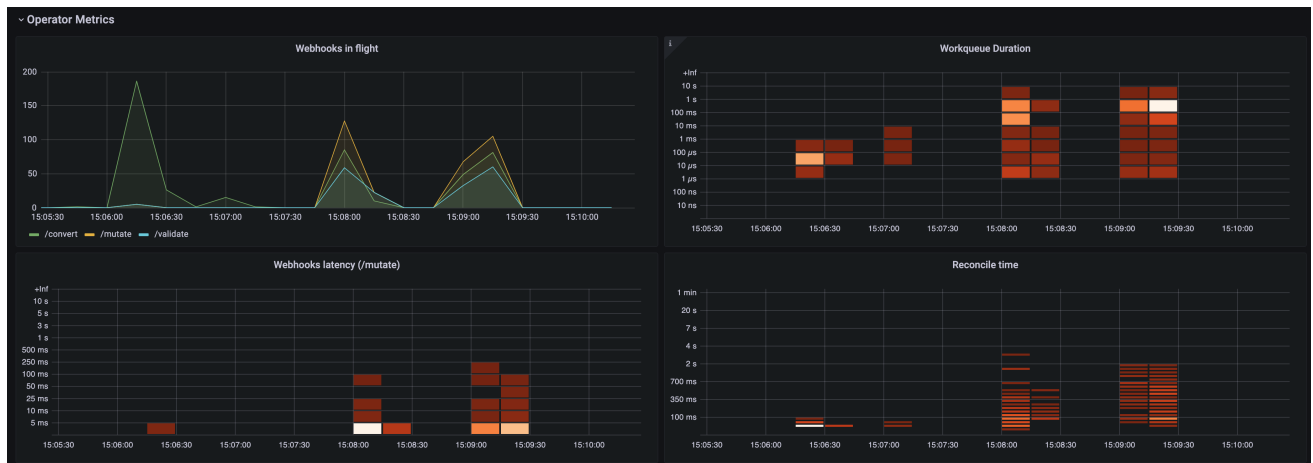 Operator Metrics
Webhooks in flight
200
150
100
50
0
15:05:30 15:06:00 15:06:30 15:07:00 15:07:30 15:08:00 15:08:30 15:09:00 15:09:30 15:10:00
/convert /mutate /validate
i
Workqueue Duration
+Inf
10 s
1 s
100 ms
10 ms
1 ms
100 µs
10 µs
1 µs
100 ns
10 ns
15:05:30 15:06:00 15:06:30 15:07:00 15:07:30 15:08:00 15:08:30 15:09:00 15:09:30 15:10:00
Webhooks latency (/mutate)
+Inf
10 s
5 s
3 s
1 s
500 ms
250 ms
100 ms
50 ms
25 ms
10 ms
5 ms
15:05:30 15:06:00 15:06:30 15:07:00 15:07:30 15:08:00 15:08:30 15:09:00 15:09:30 15:10:00
Reconcile time
1 min
20 s
7 s
4 s
2 s
700 ms
350 ms
100 ms
15:05:30 15:06:00 15:06:30 15:07:00 15:07:30 15:08:00 15:08:30 15:09:00 15:09:30 15:10:00